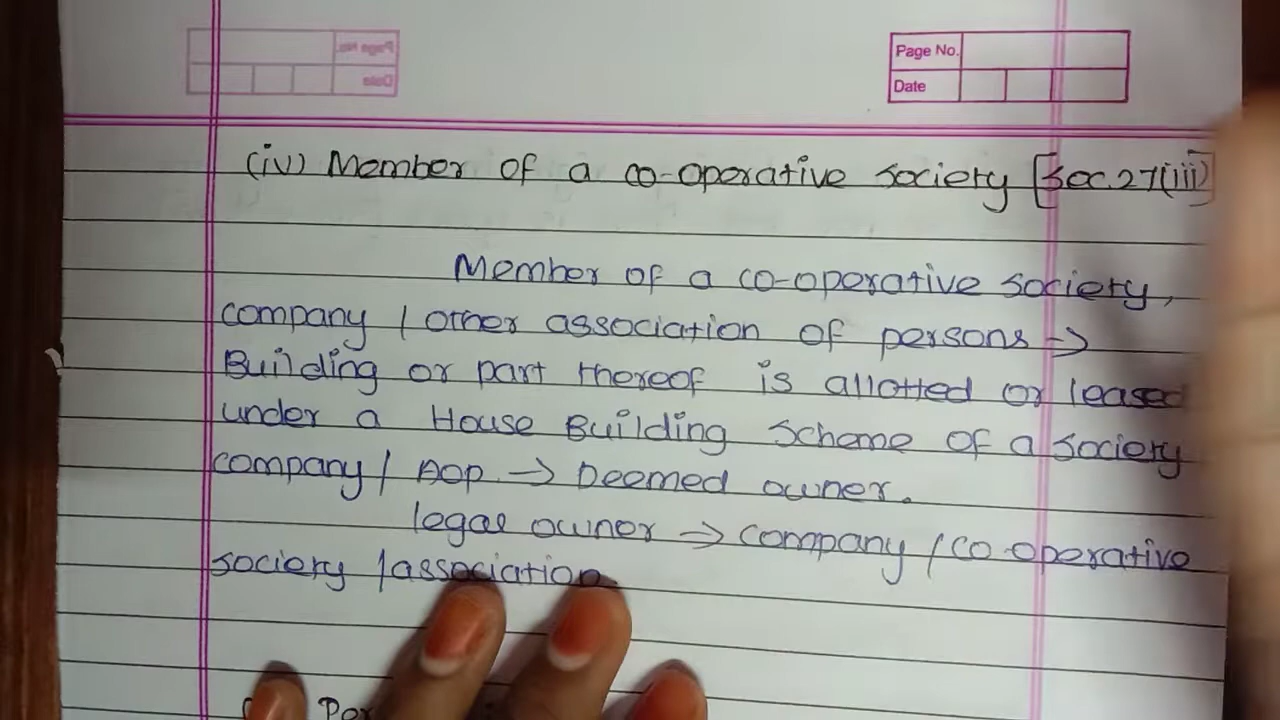 Page No.
Date
(iv) Member of a co-operative society [Sec.27(iii)]
Member of a co-operative society,
company / other association of persons →
Building or part thereof is allotted or leased
under a House Building scheme of a society
company / AOP → Deemed owner.
legal owner → company / co operative
society / association